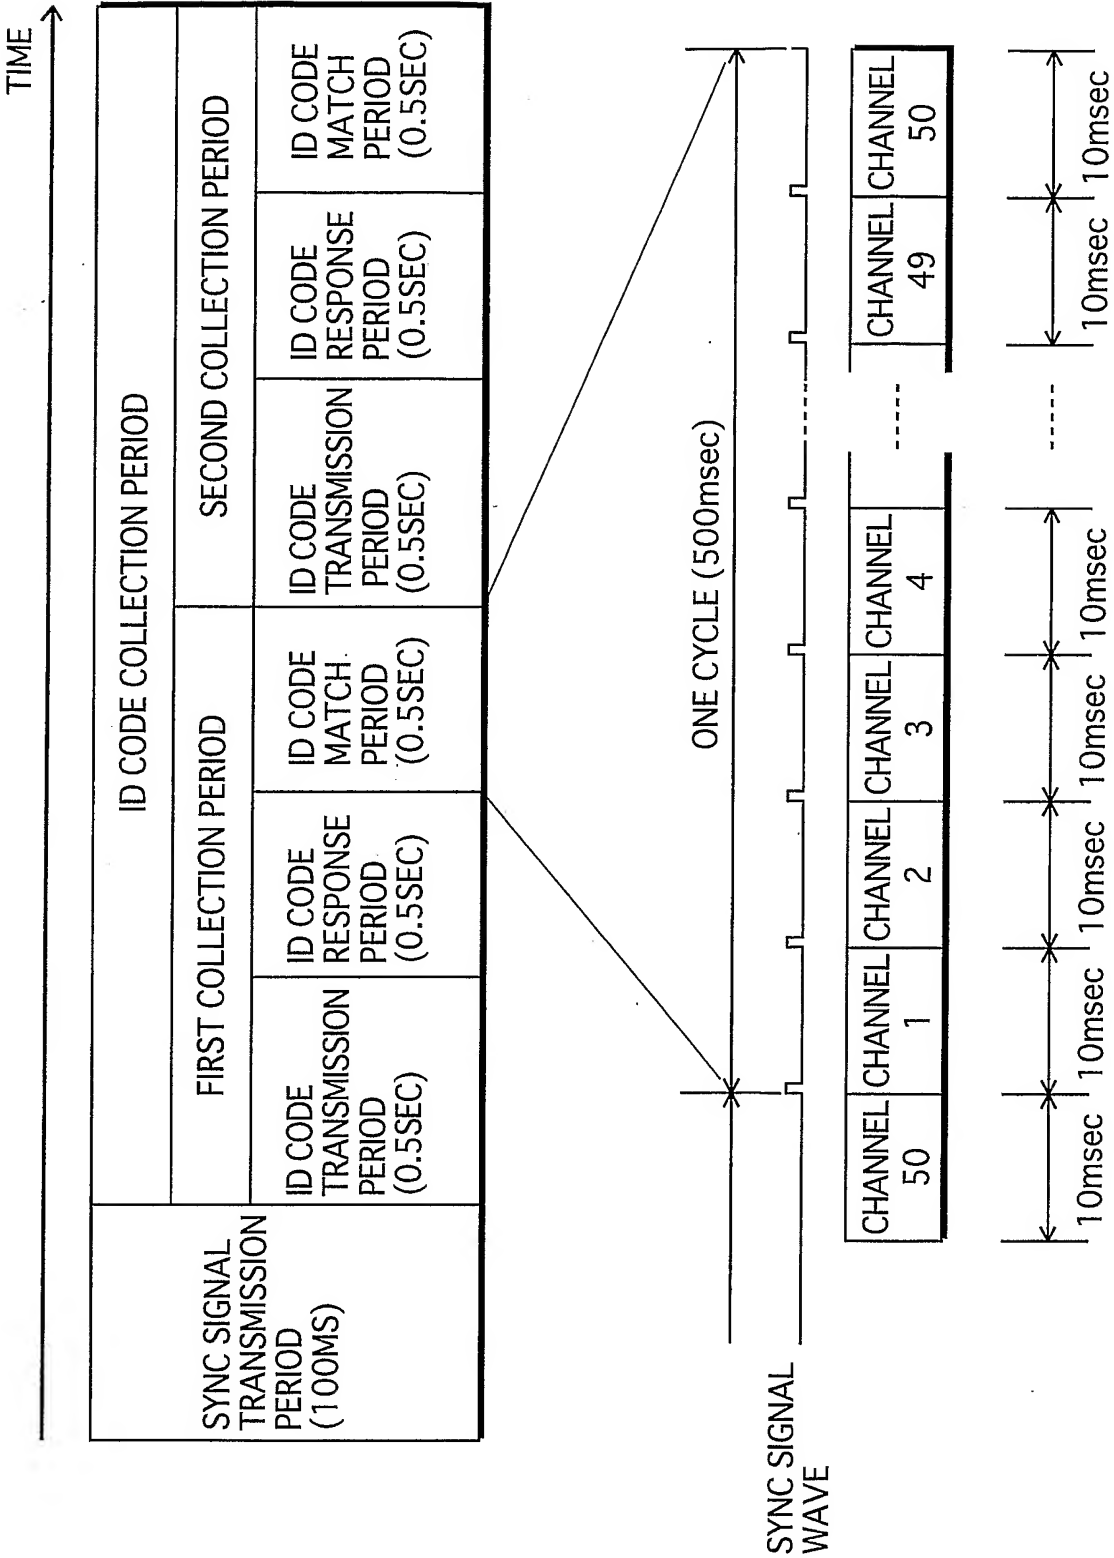 TIME
ID CODE COLLECTION PERIOD
FIRST COLLECTION PERIOD
SECOND COLLECTION PERIOD
SYNC SIGNAL
TRANSMISSION
PERIOD
(100MS)
ID CODE
TRANSMISSION
PERIOD
(0.5SEC)
ID CODE
RESPONSE
PERIOD
(0.5SEC)
ID CODE
MATCH
PERIOD
(0.5SEC)
ID CODE
TRANSMISSION
PERIOD
(0.5SEC)
ID CODE
RESPONSE
PERIOD
(0.5SEC)
ID CODE
MATCH
PERIOD
(0.5SEC)
ONE CYCLE (500msec)
SYNC SIGNAL
WAVE
CHANNEL
50
CHANNEL
1
CHANNEL
2
CHANNEL
3
CHANNEL
4
CHANNEL
49
CHANNEL
50
10msec
10msec
10msec
10msec
10msec
10msec
10msec